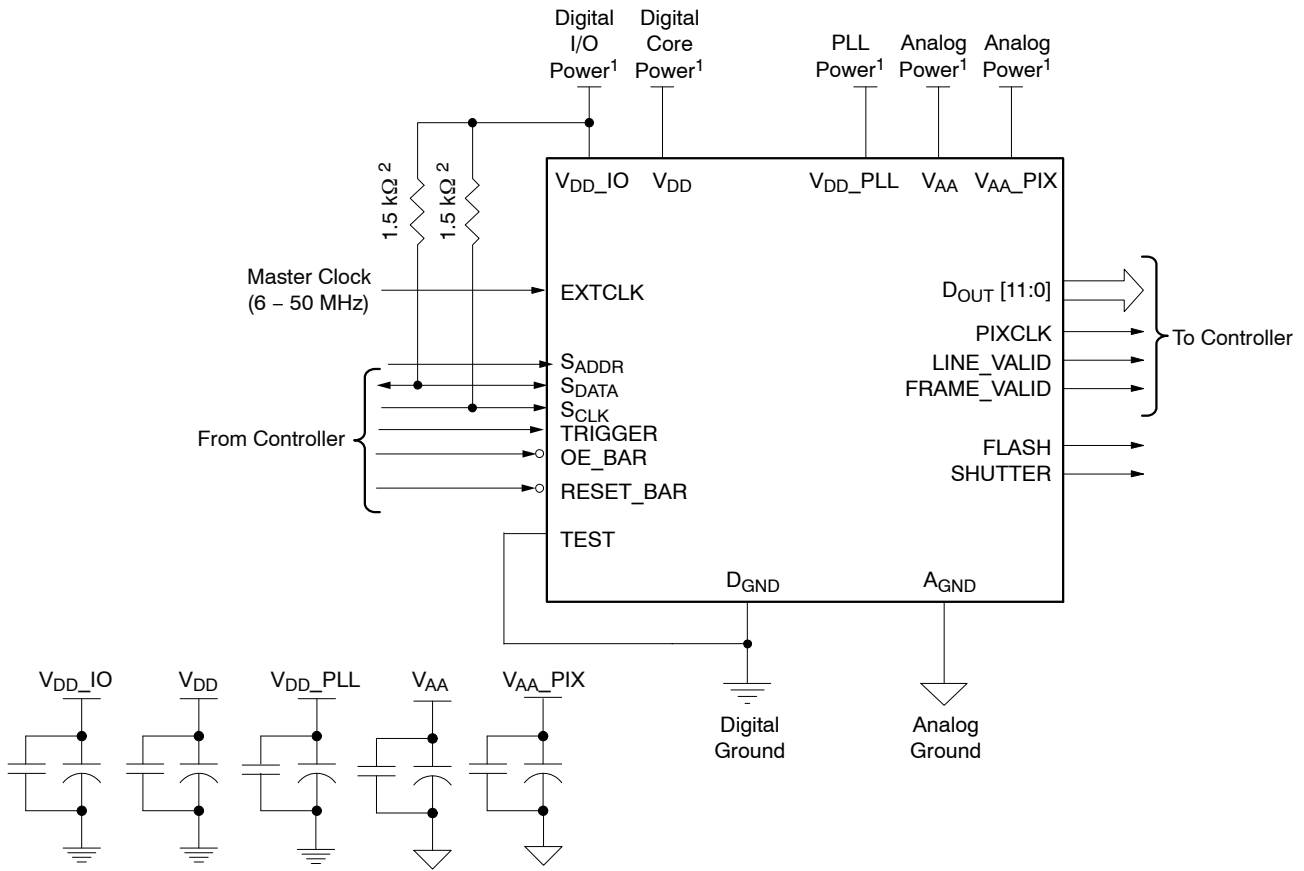 Digital
I/O
Power¹
Digital
Core
Power¹
PLL
Power¹
Analog
Power¹
Analog
Power¹
1.5 kΩ ²
1.5 kΩ ²
VDD_IO
VDD
VDD_PLL
VAA
VAA_PIX
Master Clock
(6 – 50 MHz)
EXTCLK
SADDR
SDATA
SCLK
TRIGGER
OE_BAR
RESET_BAR
TEST
From Controller
DOUT [11:0]
PIXCLK
LINE_VALID
FRAME_VALID
To Controller
FLASH
SHUTTER
DGND
AGND
Digital
Ground
Analog
Ground
VDD_IO
VDD
VDD_PLL
VAA
VAA_PIX